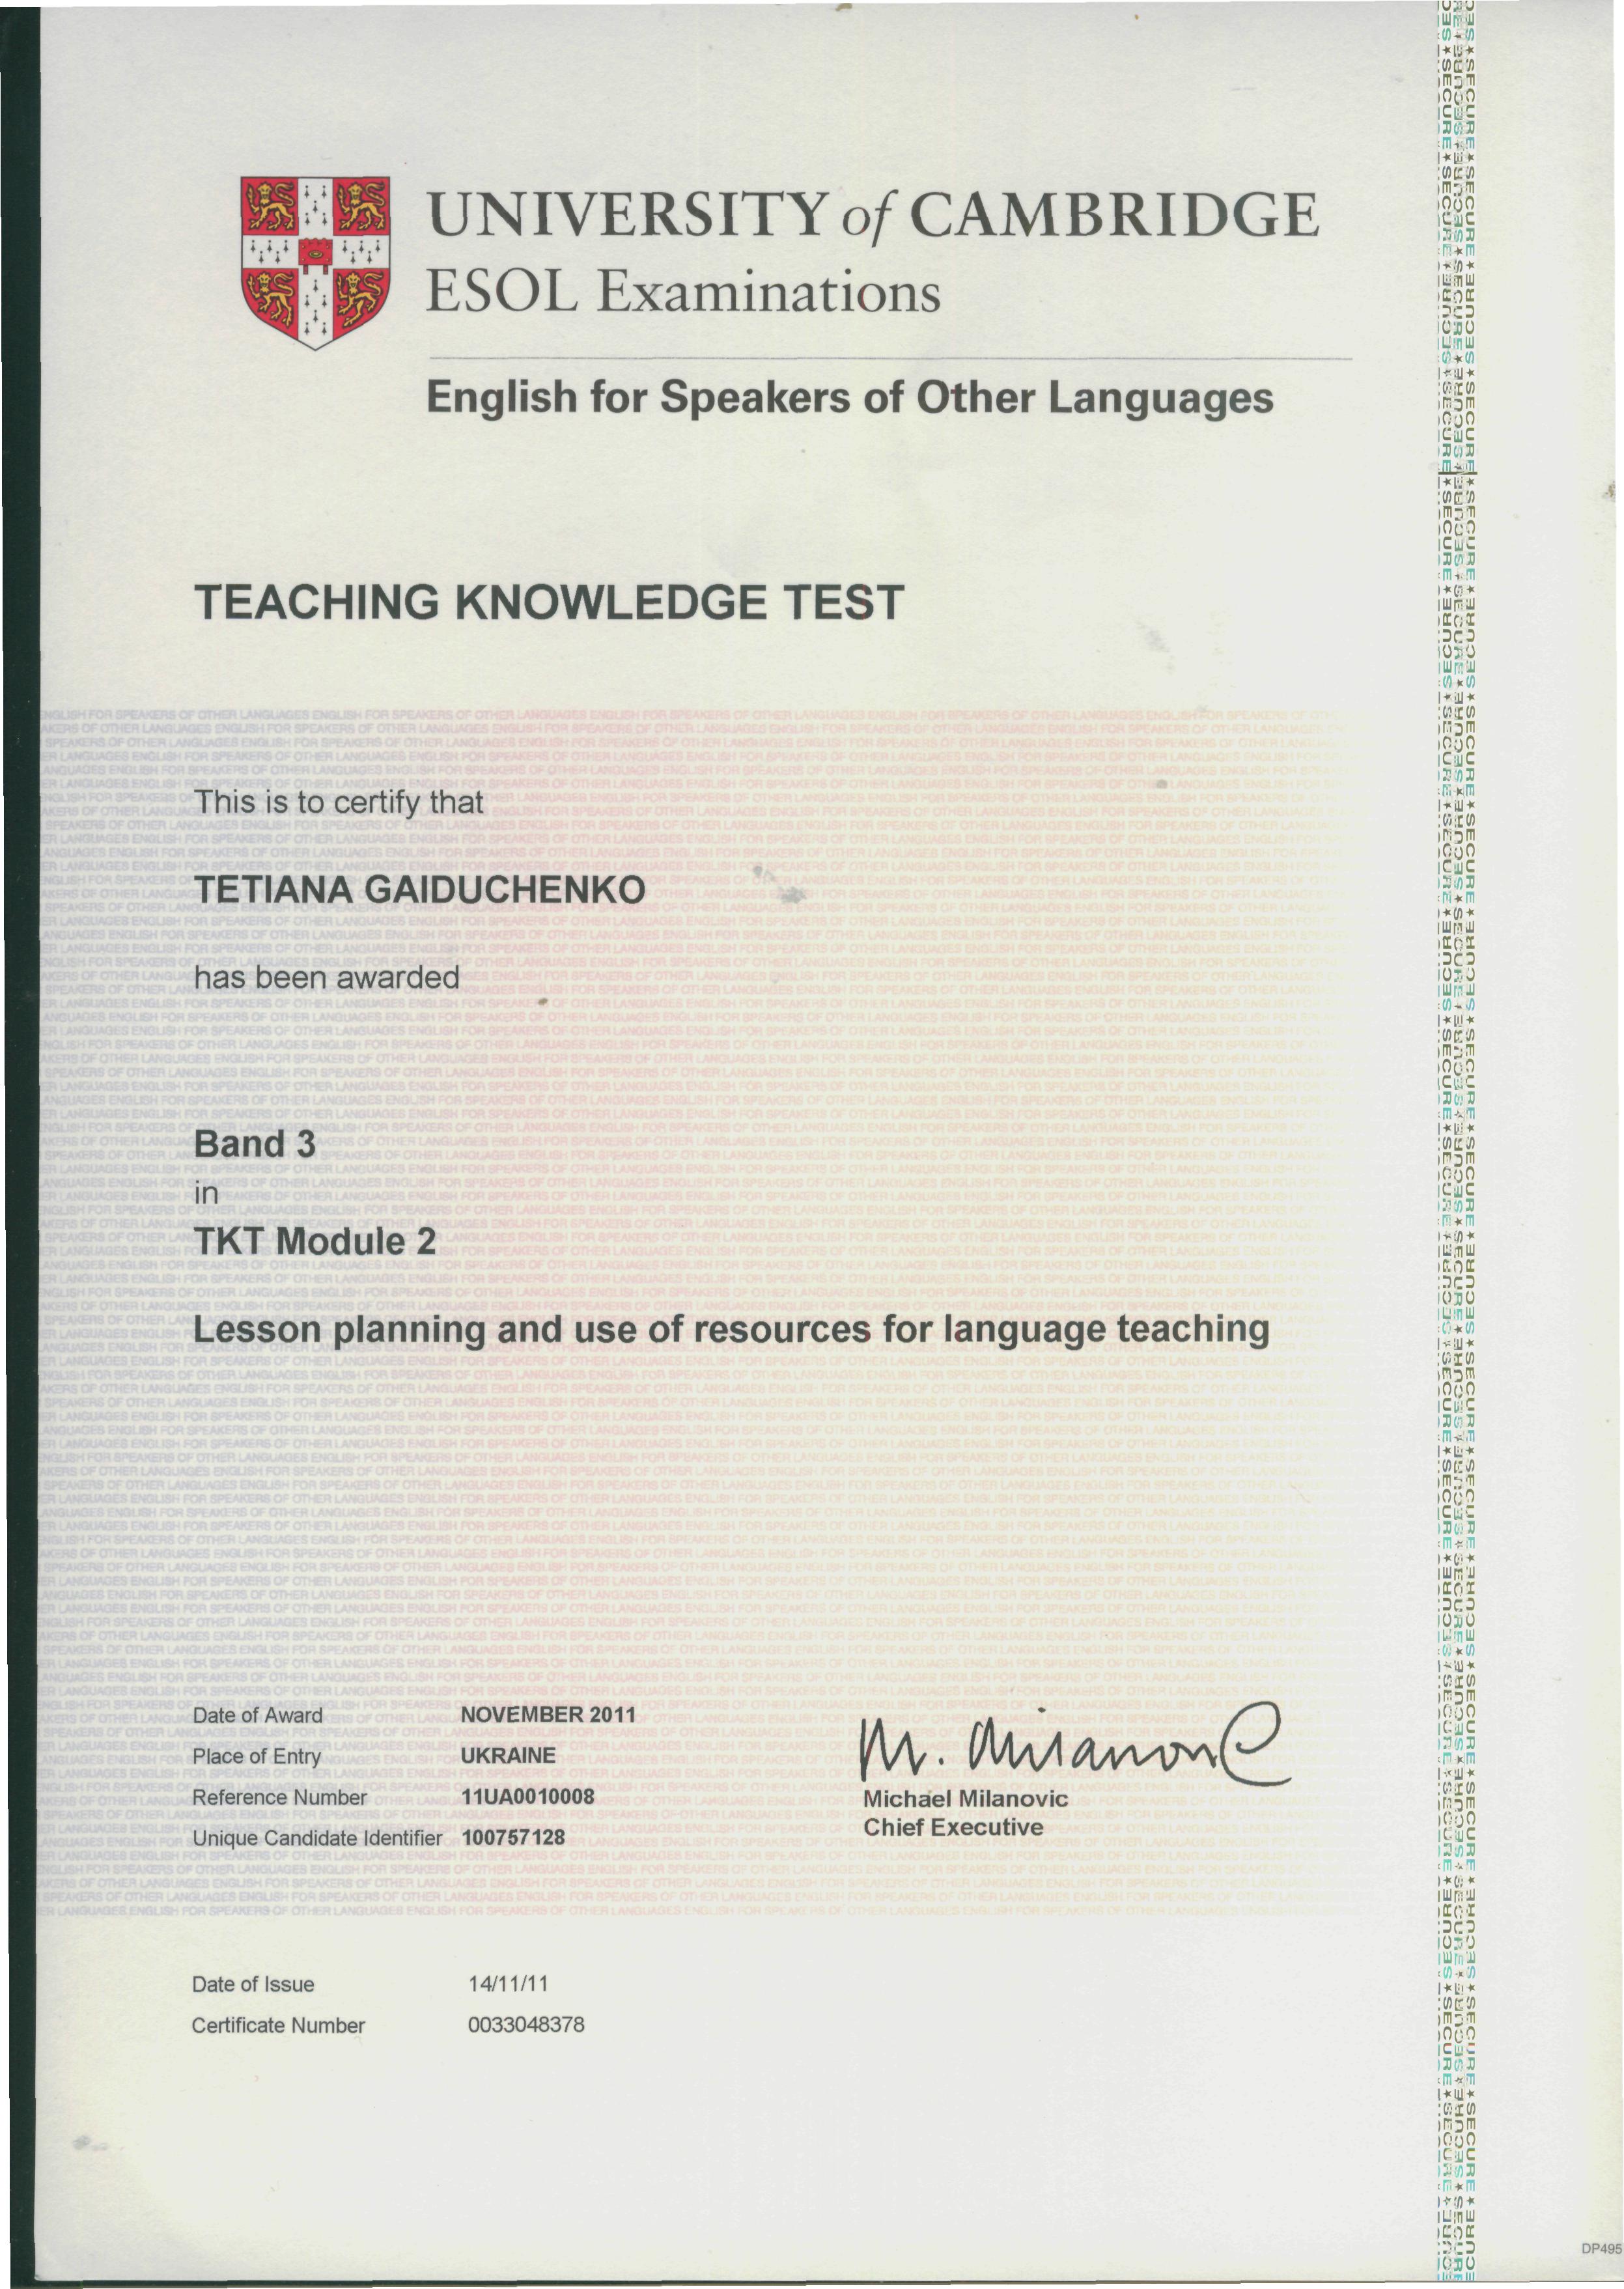 UNIVERSITY of CAMBRIDGE
ESOL Examinations
English for Speakers of Other Languages
TEACHING KNOWLEDGE TEST
This is to certify that
TETIANA GAIDUCHENKO
has been awarded
Band 3
in
TKT Module 2
Lesson planning and use of resources for language teaching
Date of Award NOVEMBER 2011
Place of Entry UKRAINE
Reference Number 11UA0010008
Unique Candidate Identifier 100757128
M. Milanovic
Michael Milanovic
Chief Executive
Date of Issue 14/11/11
Certificate Number 0033048378
DP495